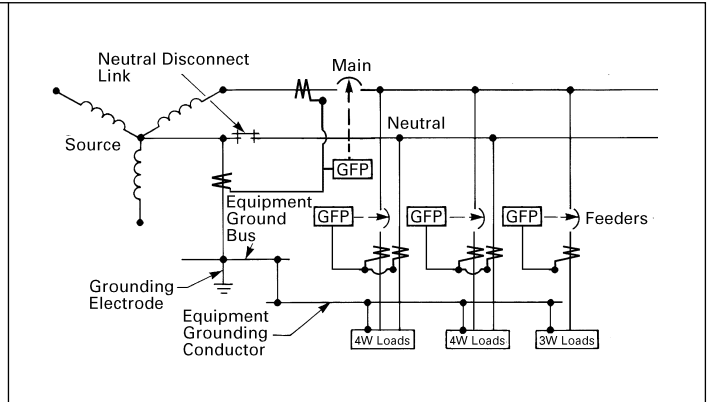 Neutral Disconnect
Link
Main
Source
Neutral
GFP
Equipment
Ground
Bus
GFP
GFP
GFP
Feeders
Grounding
Electrode
Equipment
Grounding
Conductor
4W Loads
4W Loads
3W Loads